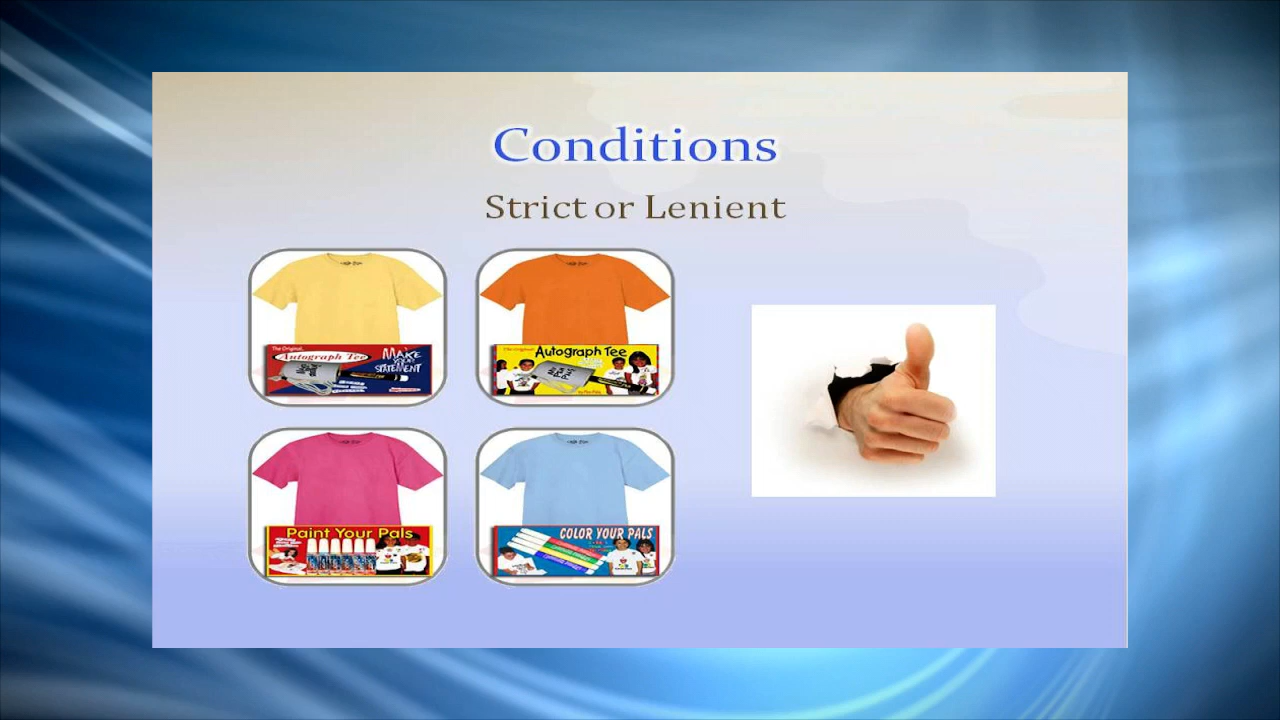 Conditions
Strict or Lenient
The Original
Autograph Tee
MAKE
YOUR
STATEMENT
The Original
Autograph Tee
Paint Your Pals
COLOR YOUR PALS